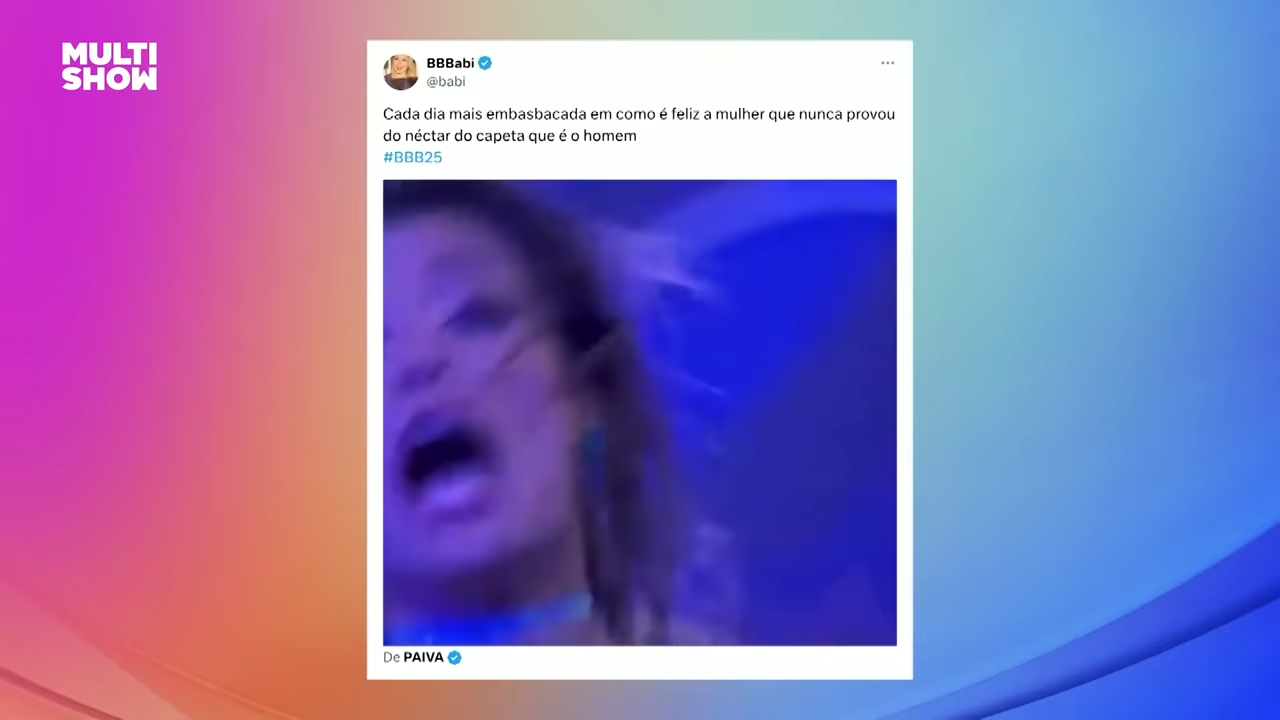 MULTI
SHOW
BBBabi
@babi
Cada dia mais embasbacada em como é feliz a mulher que nunca provou
do néctar do capeta que é o homem
#BBB25
De PAIVA